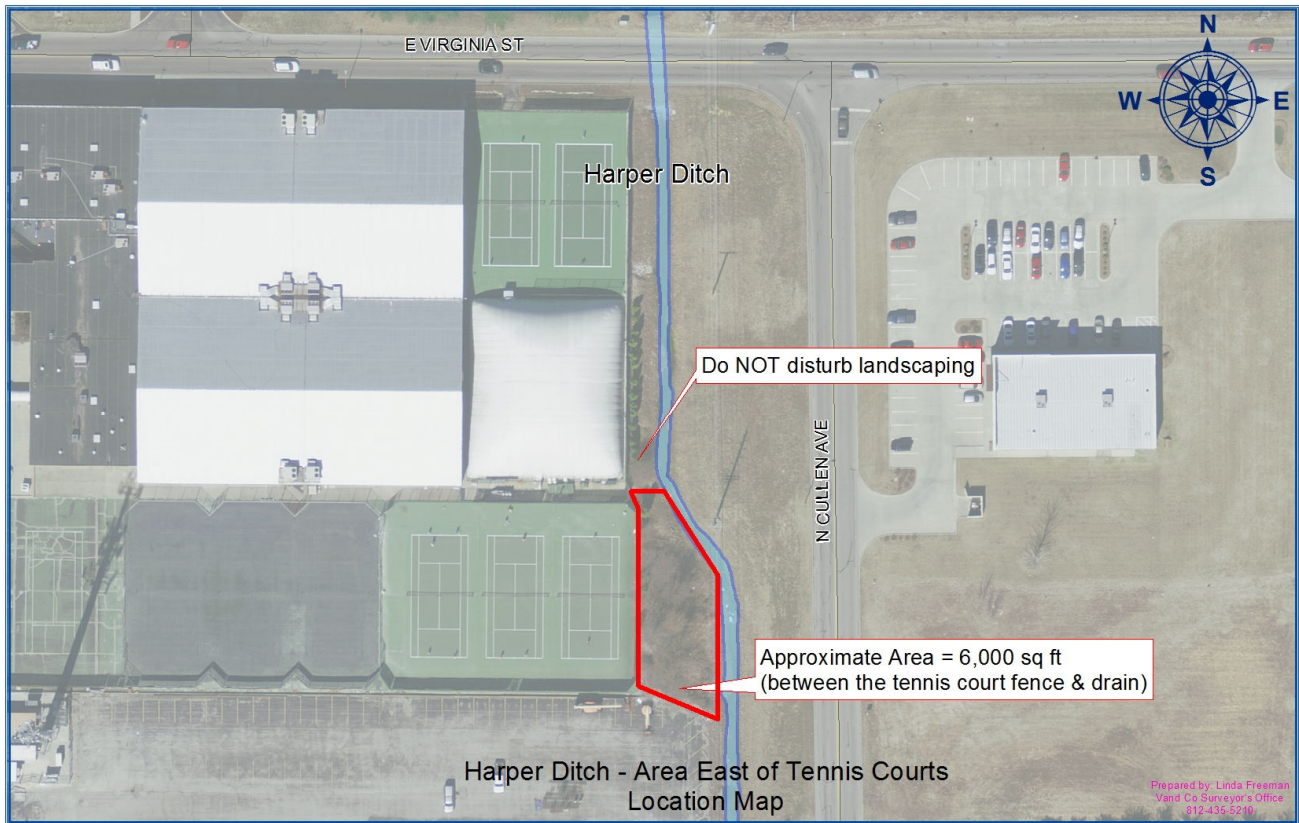 E VIRGINIA ST
N
W
E
S
Harper Ditch
Do NOT disturb landscaping
N CULLEN AVE
Approximate Area = 6,000 sq ft
(between the tennis court fence & drain)
Harper Ditch - Area East of Tennis Courts
Location Map
Prepared by: Linda Freeman
Vand Co Surveyor's Office
812-435-5210